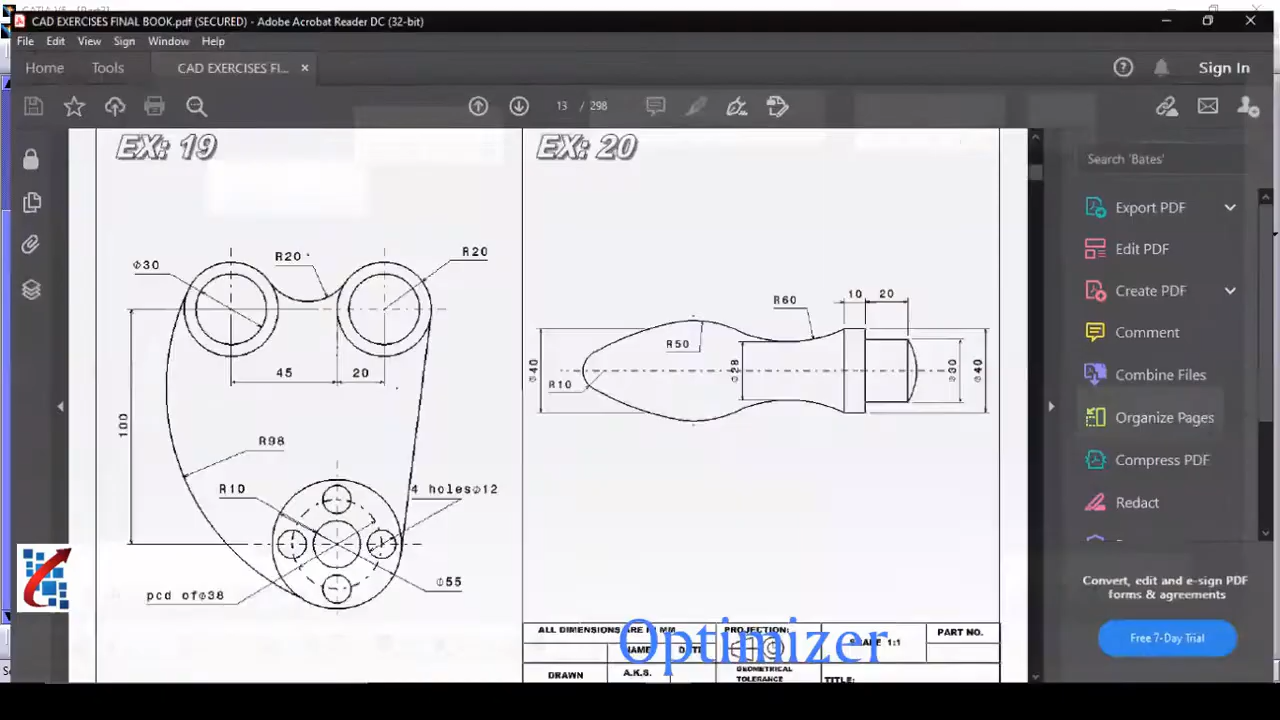 CAD EXERCISES FINAL BOOK.pdf (SECURED) - Adobe Acrobat Reader DC (32-bit)
File Edit View Sign Window Help
Home Tools CAD EXERCISES FI... × Sign In
13 / 298
EX: 19
EX: 20
Search 'Bates'
Export PDF
Edit PDF
Create PDF
Comment
Combine Files
Organize Pages
Compress PDF
Redact
Convert, edit and e-sign PDF
forms & agreements
Free 7-Day Trial
Φ30
R20
R20
45
20
100
R98
R10
4 holesΦ12
Φ55
pcd ofΦ38
R60
10
20
R50
Φ40
Φ28
R10
Φ30
Φ40
ALL DIMENSIONS ARE IN MM
PROJECTION:
SCALE 1:1
PART NO.
NAME
DATE
DRAWN
A.K.S.
GEOMETRICAL
TOLERANCE
TITLE:
Optimizer